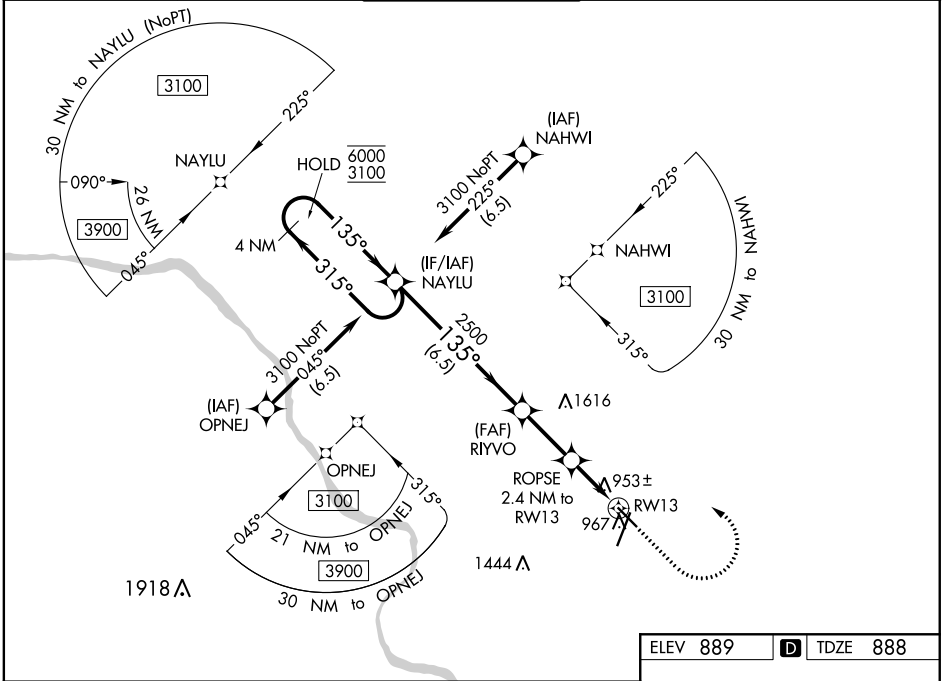 30 NM to NAYLU (NoPT)
3100
225°
NAYLU
090°
26 NM
3900
045°
HOLD 6000
3100
4 NM
135°
315°
(IAF)
NAHWI
3100 NoPT
225°
(6.5)
(IF/IAF)
NAYLU
225°
NAHWI
3100
315°
30 NM to NAHWI
3100 NoPT
045°
(6.5)
(IAF)
OPNEJ
2500
135°
(6.5)
(FAF)
RIYVO
1616
ROPSE
2.4 NM to
RW13
953±
RW13
967
1444
OPNEJ
3100
045°
315°
21 NM to OPNEJ
3900
30 NM to OPNEJ
1918
ELEV 889 D TDZE 888